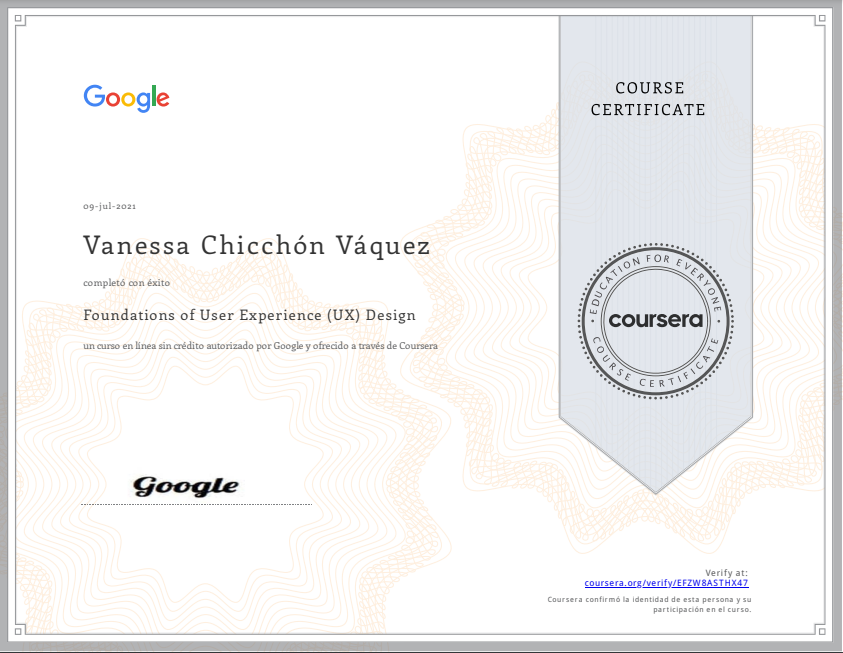 Google
COURSE
CERTIFICATE
09-jul-2021
Vanessa Chicchón Váquez
completó con éxito
Foundations of User Experience (UX) Design
un curso en línea sin crédito autorizado por Google y ofrecido a través de Coursera
EDUCATION FOR EVERYONE
coursera
COURSE CERTIFICATE
Google
Verify at:
coursera.org/verify/EFZW8ASTHX47
Coursera confirmó la identidad de esta persona y su
participación en el curso.